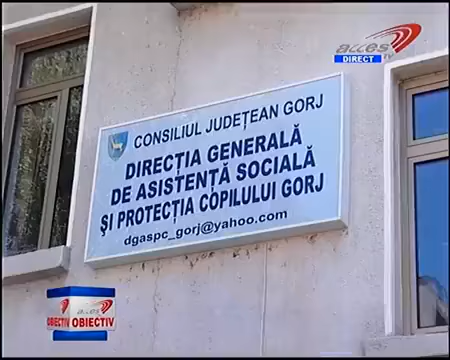 acces
DIRECT TV
CONSILIUL JUDEȚEAN GORJ
DIRECȚIA GENERALĂ
DE ASISTENȚĂ SOCIALĂ
ȘI PROTECȚIA COPILULUI GORJ
dgaspc_gorj@yahoo.com
acces
OBIECTIV OBIECTIV